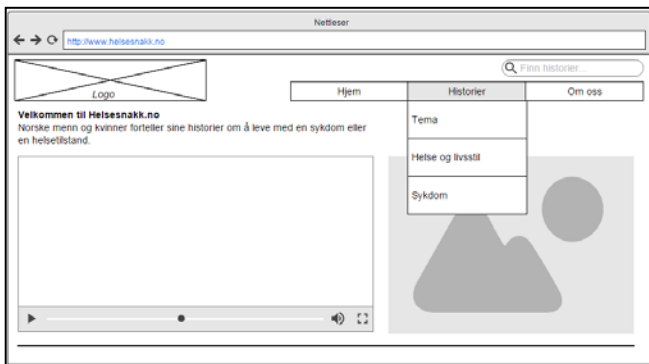 Nettleser
http://www.helsesnakk.no
Finn historier...
Logo
Hjem
Historier
Om oss
Velkommen til Helsesnakk.no
Norske menn og kvinner forteller sine historier om å leve med en sykdom eller
en helsetilstand.
Tema
Helse og livsstil
Sykdom